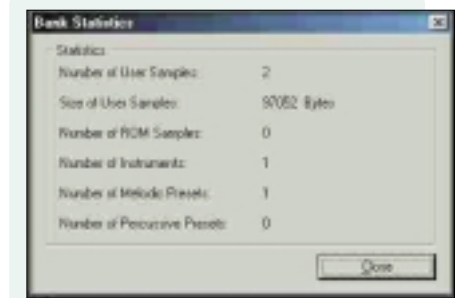 Bank Statistics
Statistics
Number of User Samples: 2
Size of User Samples: 97052 Bytes
Number of ROM Samples: 0
Number of Instruments: 1
Number of Melodic Presets: 1
Number of Percussive Presets: 0
Close